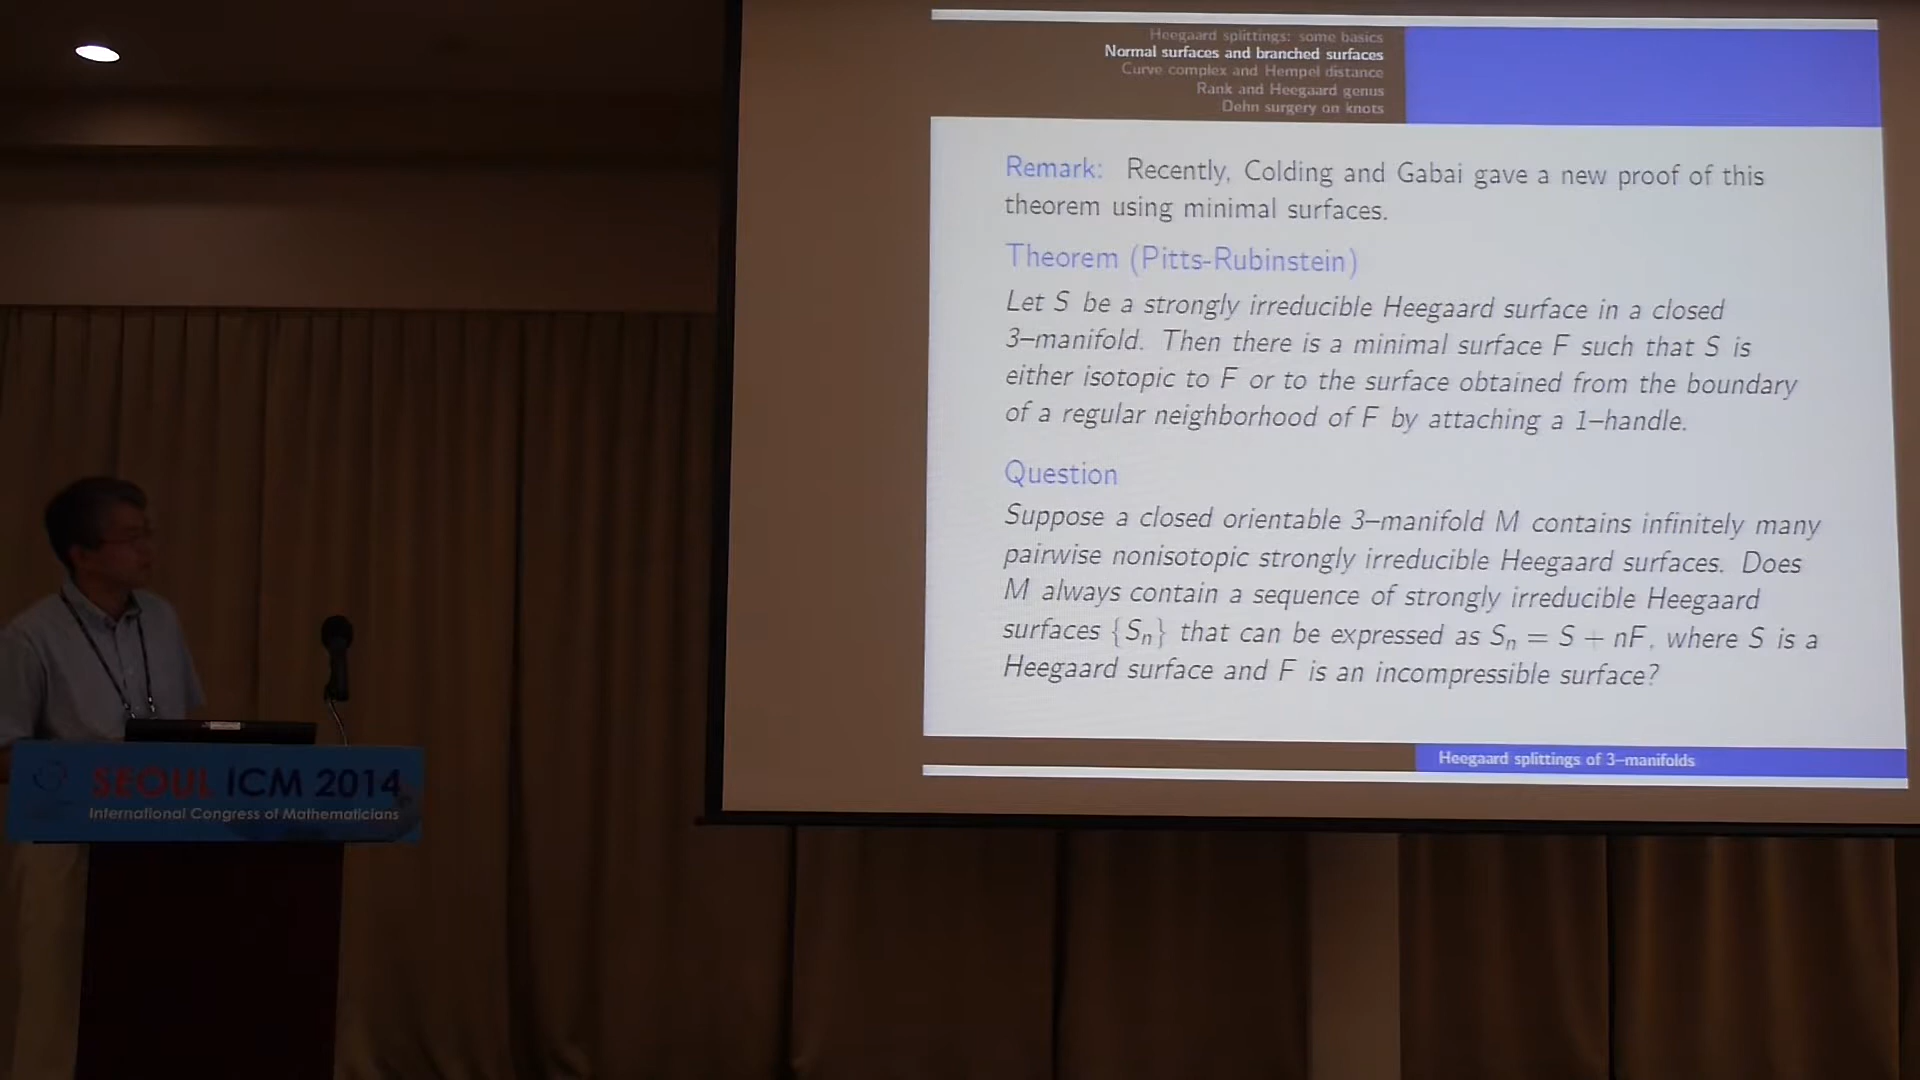 Heegaard splittings: some basics
Normal surfaces and branched surfaces
Curve complex and Hempel distance
Rank and Heegaard genus
Dehn surgery on knots
Remark: Recently, Colding and Gabai gave a new proof of this
theorem using minimal surfaces.
Theorem (Pitts-Rubinstein)
Let S be a strongly irreducible Heegaard surface in a closed
3–manifold. Then there is a minimal surface F such that S is
either isotopic to F or to the surface obtained from the boundary
of a regular neighborhood of F by attaching a 1–handle.
Question
Suppose a closed orientable 3–manifold M contains infinitely many
pairwise nonisotopic strongly irreducible Heegaard surfaces. Does
M always contain a sequence of strongly irreducible Heegaard
surfaces {Sₙ} that can be expressed as Sₙ = S + nF, where S is a
Heegaard surface and F is an incompressible surface?
Heegaard splittings of 3–manifolds
SEOUL ICM 2014
International Congress of Mathematicians